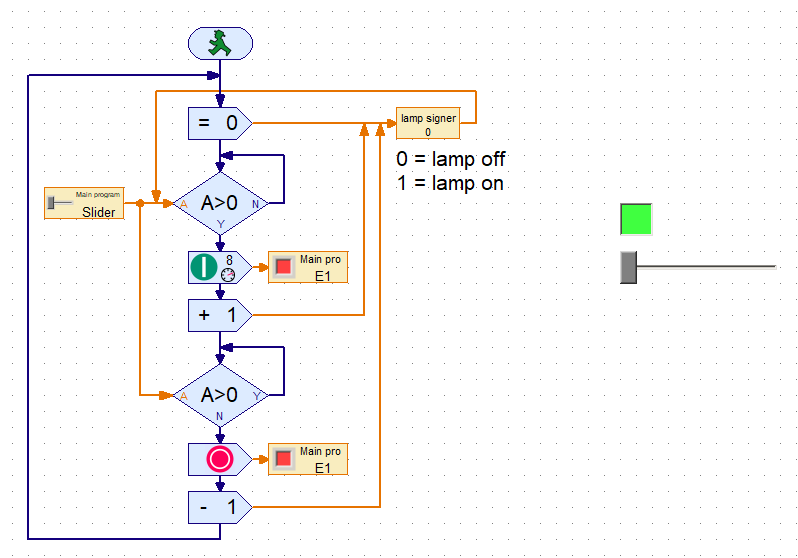 = 0
lamp signer
0
0 = lamp off
1 = lamp on
Main program
Slider
A
A>0
N
Y
8
Main pro
E1
+ 1
A
A>0
Y
N
Main pro
E1
- 1